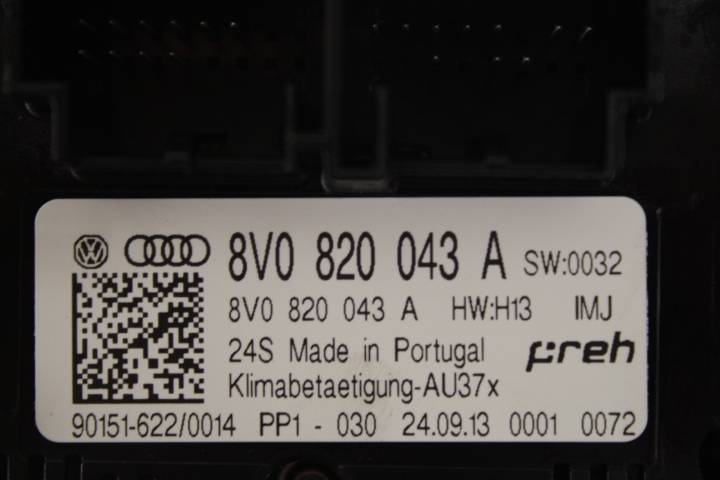 8V0 820 043 A SW:0032
8V0 820 043 A HW:H13 IMJ
24S Made in Portugal preh
Klimabetaetigung-AU37x
90151-622/0014 PP1 - 030 24.09.13 0001 0072